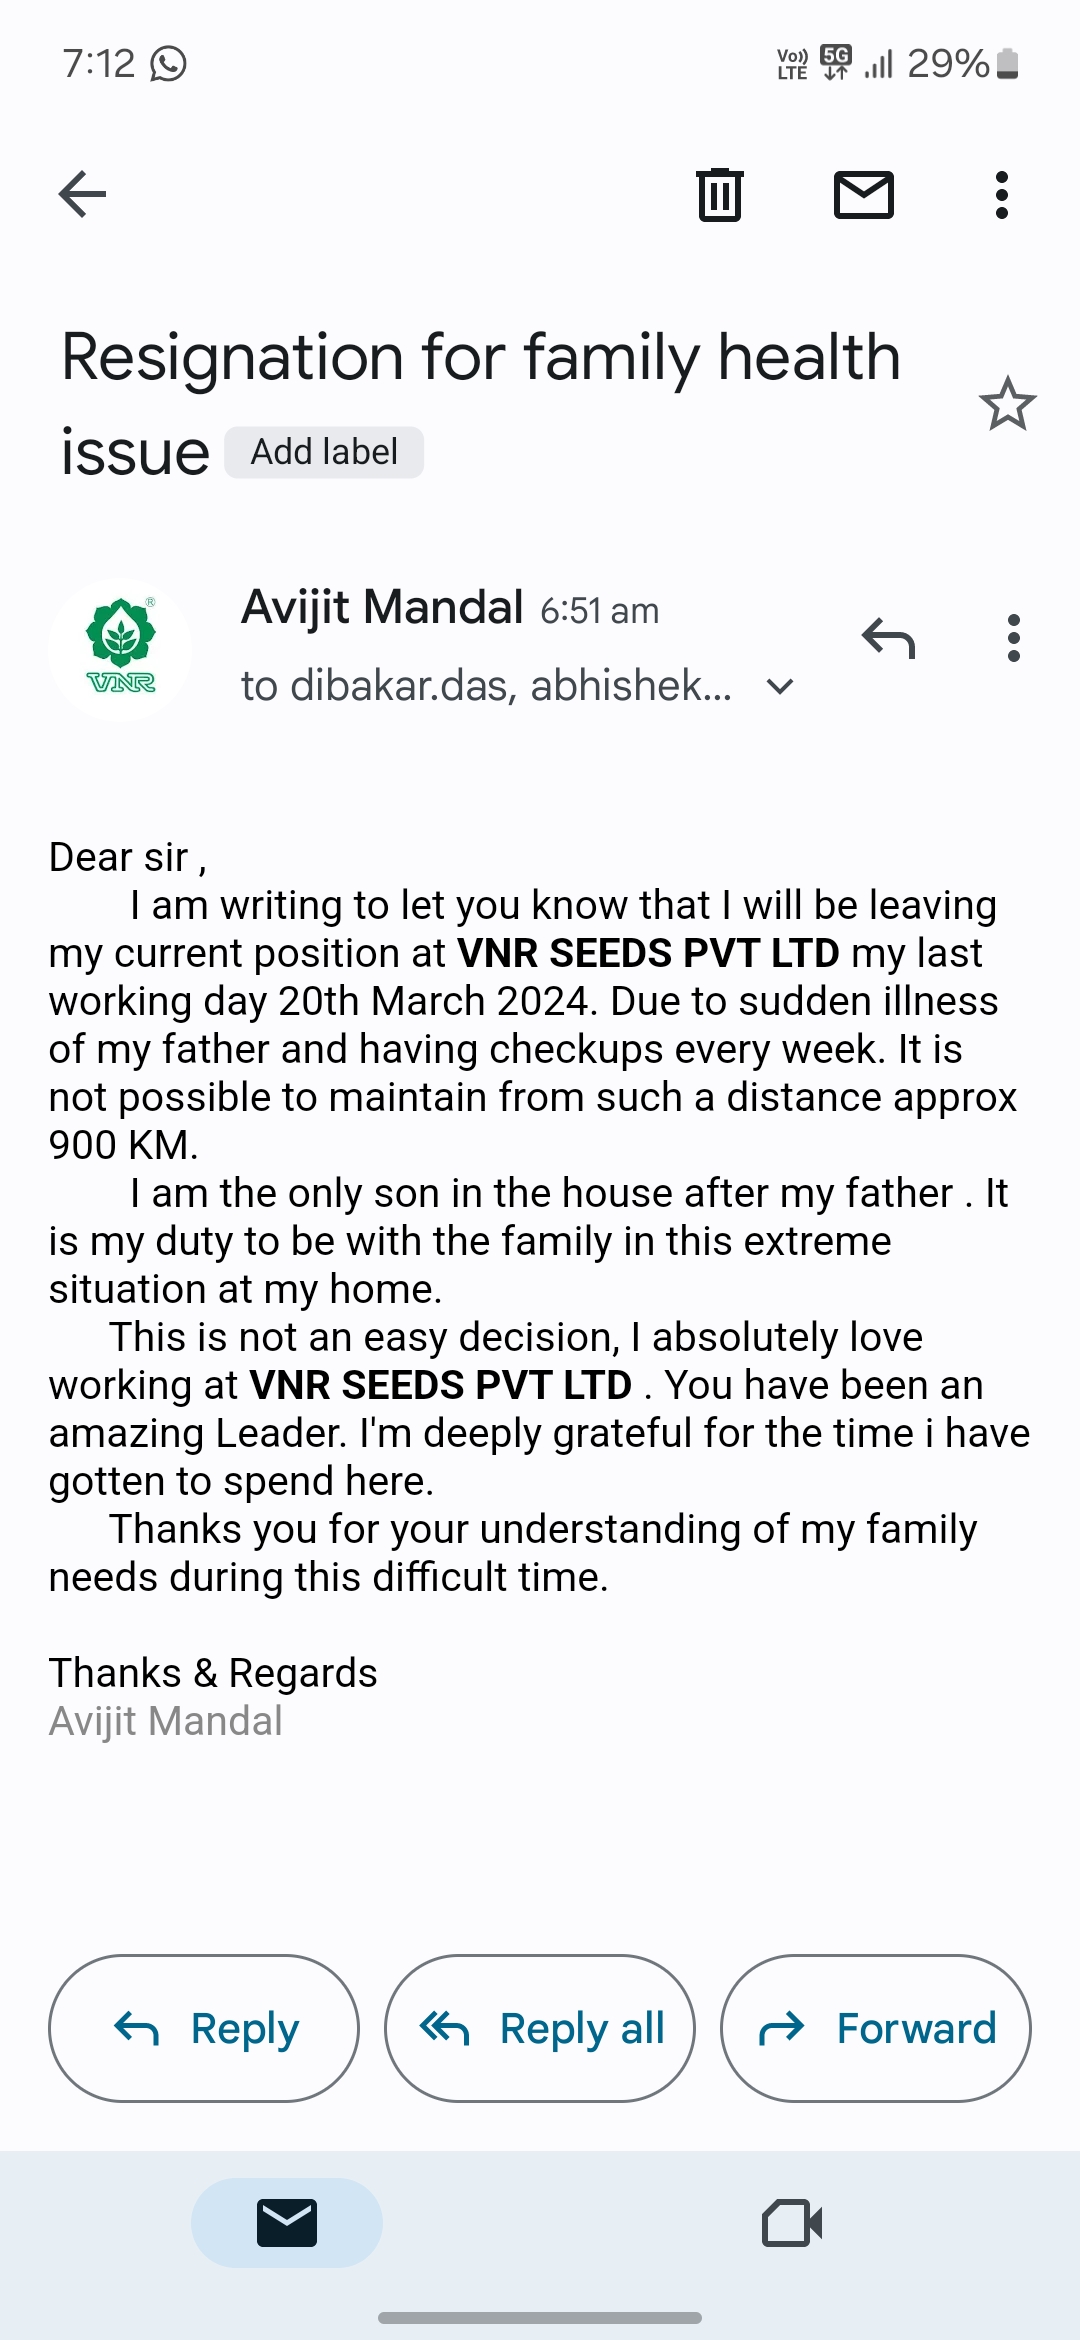 7:12 Vo)) LTE 5G 29%
Resignation for family health
issue Add label
® VNR
Avijit Mandal 6:51 am
to dibakar.das, abhishek...
Dear sir ,
I am writing to let you know that I will be leaving
my current position at VNR SEEDS PVT LTD my last
working day 20th March 2024. Due to sudden illness
of my father and having checkups every week. It is
not possible to maintain from such a distance approx
900 KM.
I am the only son in the house after my father . It
is my duty to be with the family in this extreme
situation at my home.
This is not an easy decision, I absolutely love
working at VNR SEEDS PVT LTD . You have been an
amazing Leader. I'm deeply grateful for the time i have
gotten to spend here.
Thanks you for your understanding of my family
needs during this difficult time.
Thanks & Regards
Avijit Mandal
Reply Reply all Forward